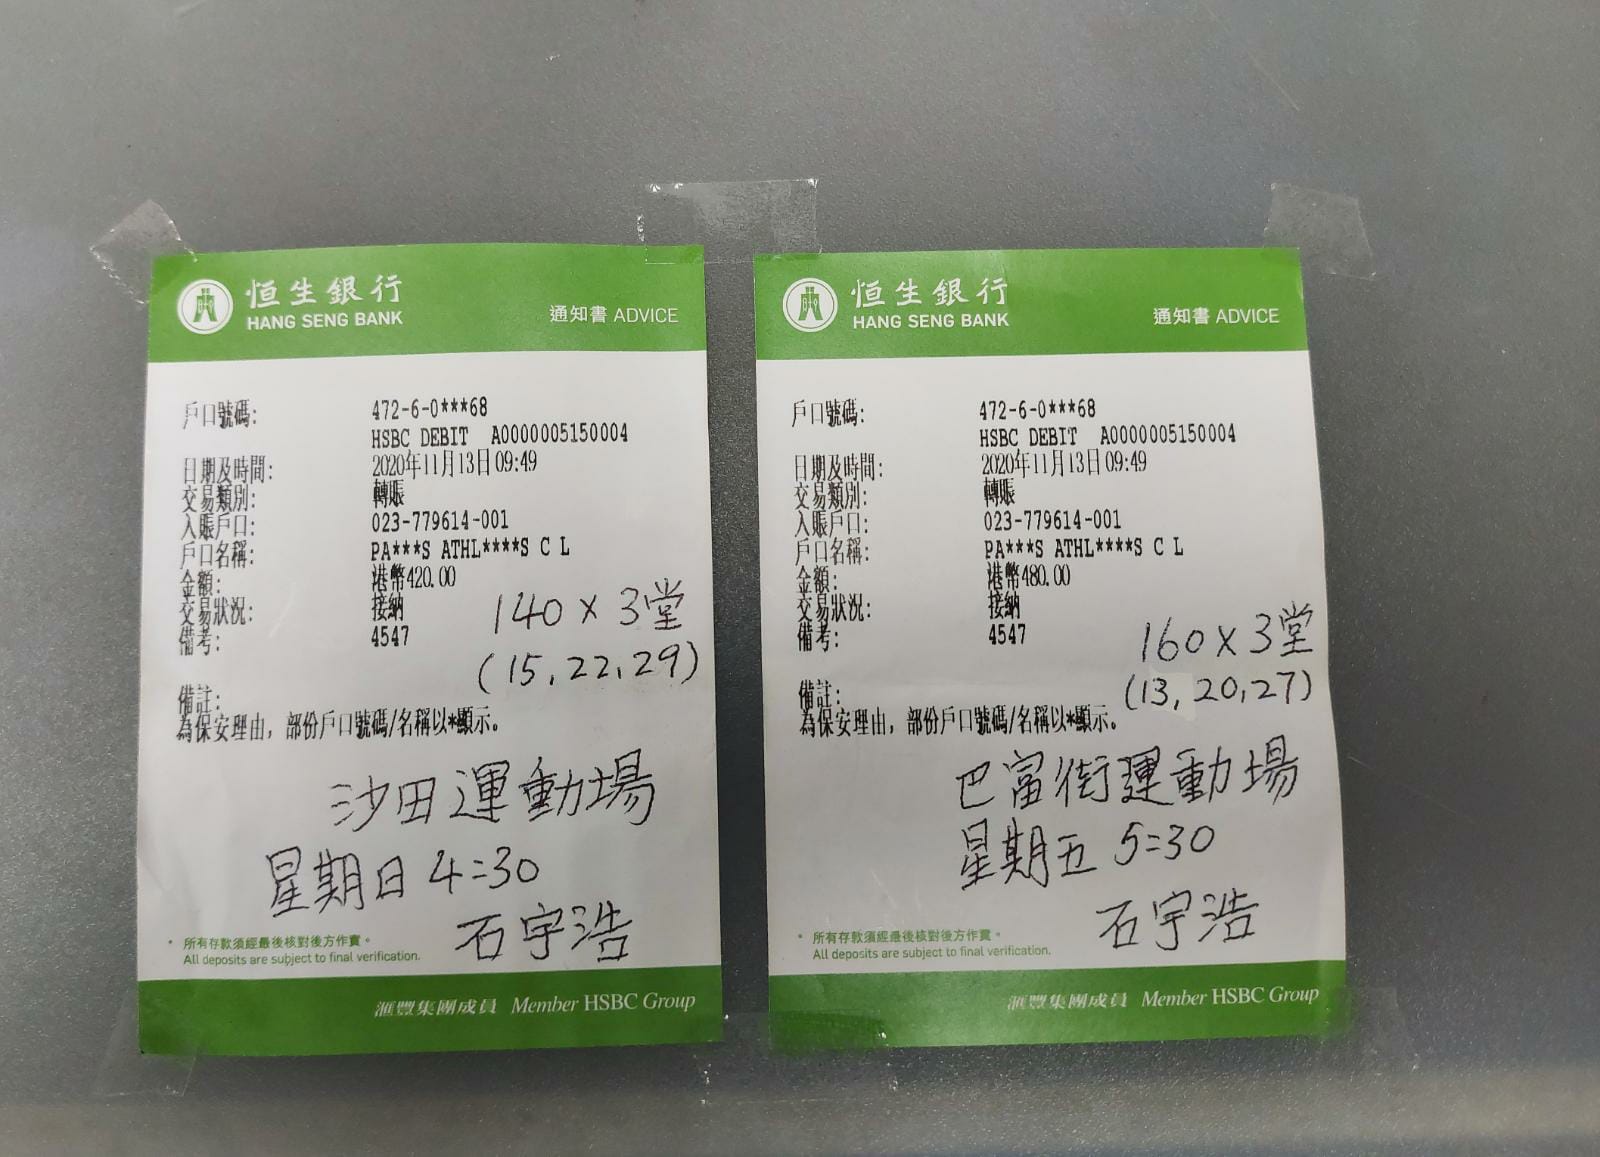 恒生銀行
HANG SENG BANK
通知書 ADVICE
戶口號碼: 472-6-0***68
HSBC DEBIT A0000005150004
日期及時間: 2020年11月13日09:49
交易類別: 轉賬
入賬戶口: 023-779614-001
戶口名稱: PA***S ATHL****S C L
金額: 港幣420.00
交易狀況: 接納
備考: 4547
140 x 3堂
(15,22,29)
備註:
為保安理由，部份戶口號碼/名稱以*顯示。
沙田運動場
星期日 4:30
石宇浩
• 所有存款須經最後核對後方作實。
All deposits are subject to final verification.
滙豐集團成員 Member HSBC Group
恒生銀行
HANG SENG BANK
通知書 ADVICE
戶口號碼: 472-6-0***68
HSBC DEBIT A0000005150004
日期及時間: 2020年11月13日09:49
交易類別: 轉賬
入賬戶口: 023-779614-001
戶口名稱: PA***S ATHL****S C L
金額: 港幣480.00
交易狀況: 接納
備考: 4547
160 x 3堂
(13,20,27)
備註:
為保安理由，部份戶口號碼/名稱以*顯示。
巴富街運動場
星期五 5:30
石宇浩
• 所有存款須經最後核對後方作實。
All deposits are subject to final verification.
滙豐集團成員 Member HSBC Group